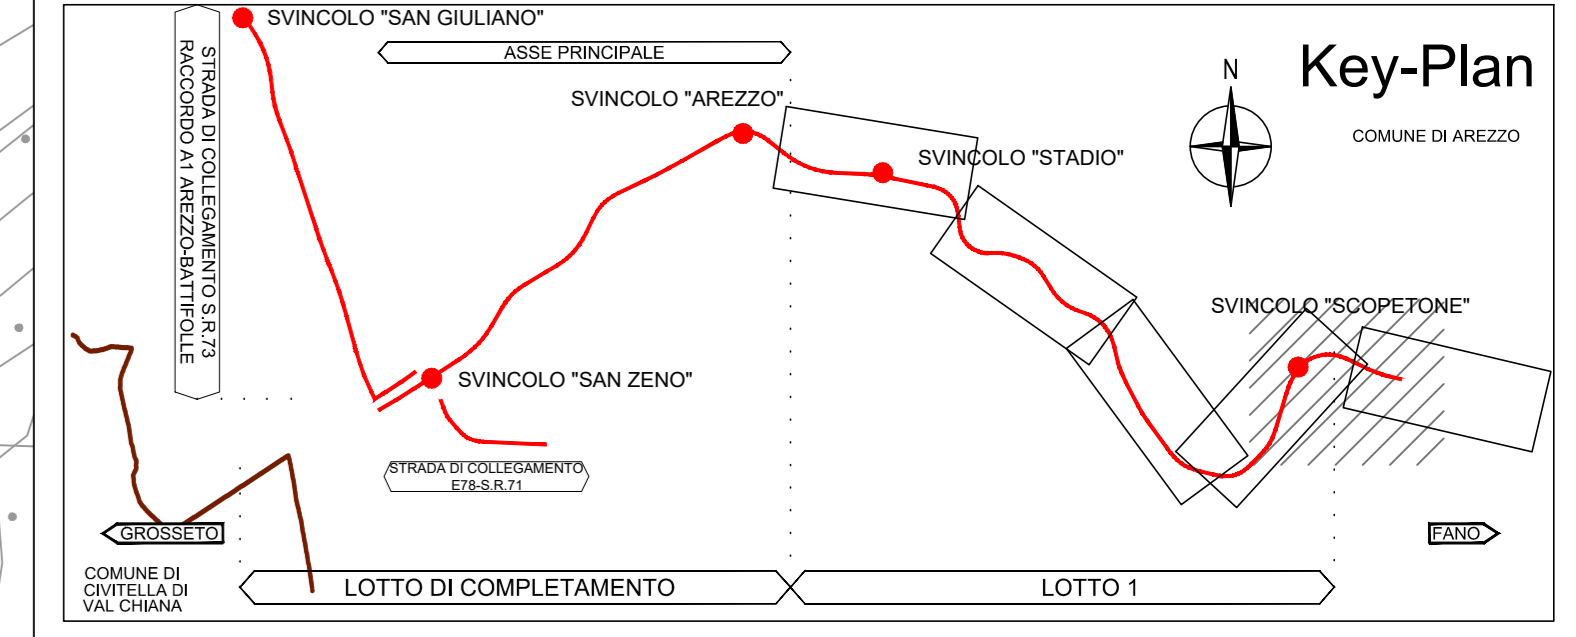 SVINCOLO "SAN GIULIANO"
ASSE PRINCIPALE
Key-Plan
N
SVINCOLO "AREZZO"
COMUNE DI AREZZO
STRADA DI COLLEGAMENTO S.R.73
RACCORDO A1 AREZZO-BATTIFOLLE
SVINCOLO "STADIO"
SVINCOLO "SCOPETONE"
SVINCOLO "SAN ZENO"
STRADA DI COLLEGAMENTO
E78-S.R.71
GROSSETO
FANO
COMUNE DI
CIVITELLA DI
VAL CHIANA
LOTTO DI COMPLETAMENTO
LOTTO 1